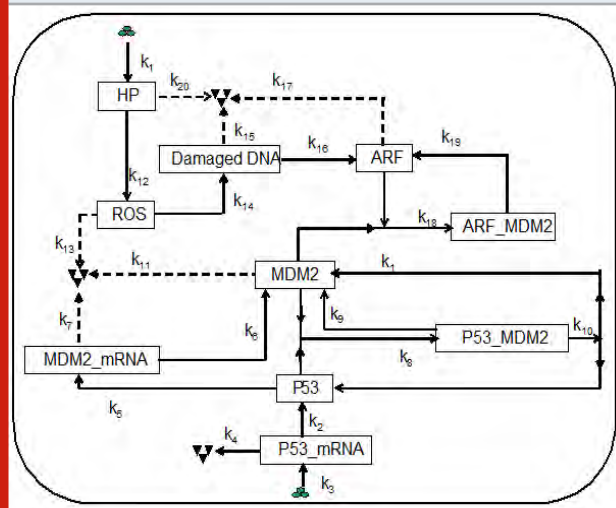 k1
k20
k17
HP
k15
k19
Damaged DNA
k16
ARF
k12
k14
k18
ARF_MDM2
ROS
k13
k11
MDM2
k1
k7
k9
k6
P53_MDM2
k10
MDM2_mRNA
k8
P53
k5
k2
k4
P53_mRNA
k3